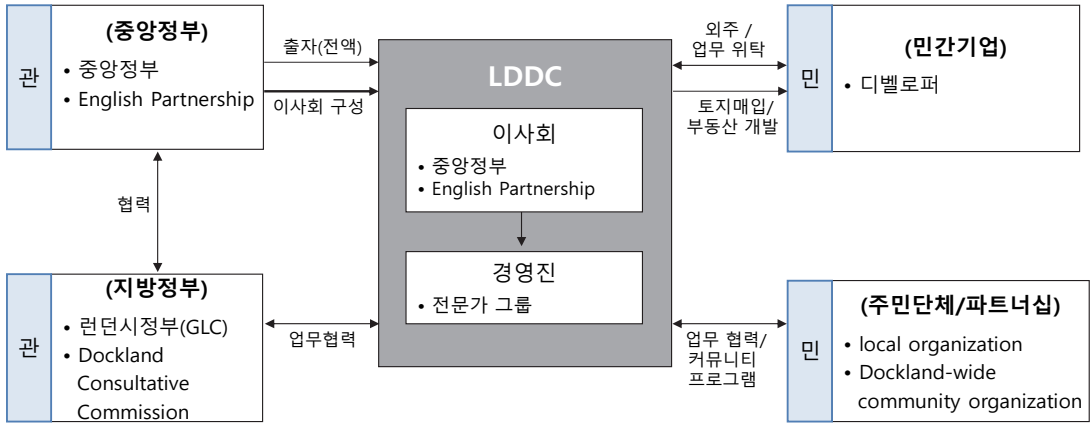 관
(중앙정부)
• 중앙정부
• English Partnership
출자(전액)
이사회 구성
협력
관
(지방정부)
• 런던시정부(GLC)
• Dockland
Consultative
Commission
업무협력
LDDC
이사회
• 중앙정부
• English Partnership
경영진
• 전문가 그룹
외주 /
업무 위탁
토지매입/
부동산 개발
민
(민간기업)
• 디벨로퍼
업무 협력/
커뮤니티
프로그램
민
(주민단체/파트너십)
• local organization
• Dockland-wide
community organization